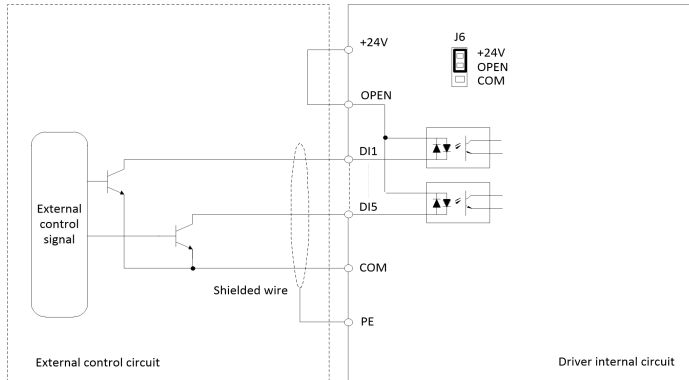 J6
+24V
+24V
OPEN
COM
OPEN
DI1
External
control
signal
DI5
COM
Shielded wire
PE
External control circuit
Driver internal circuit